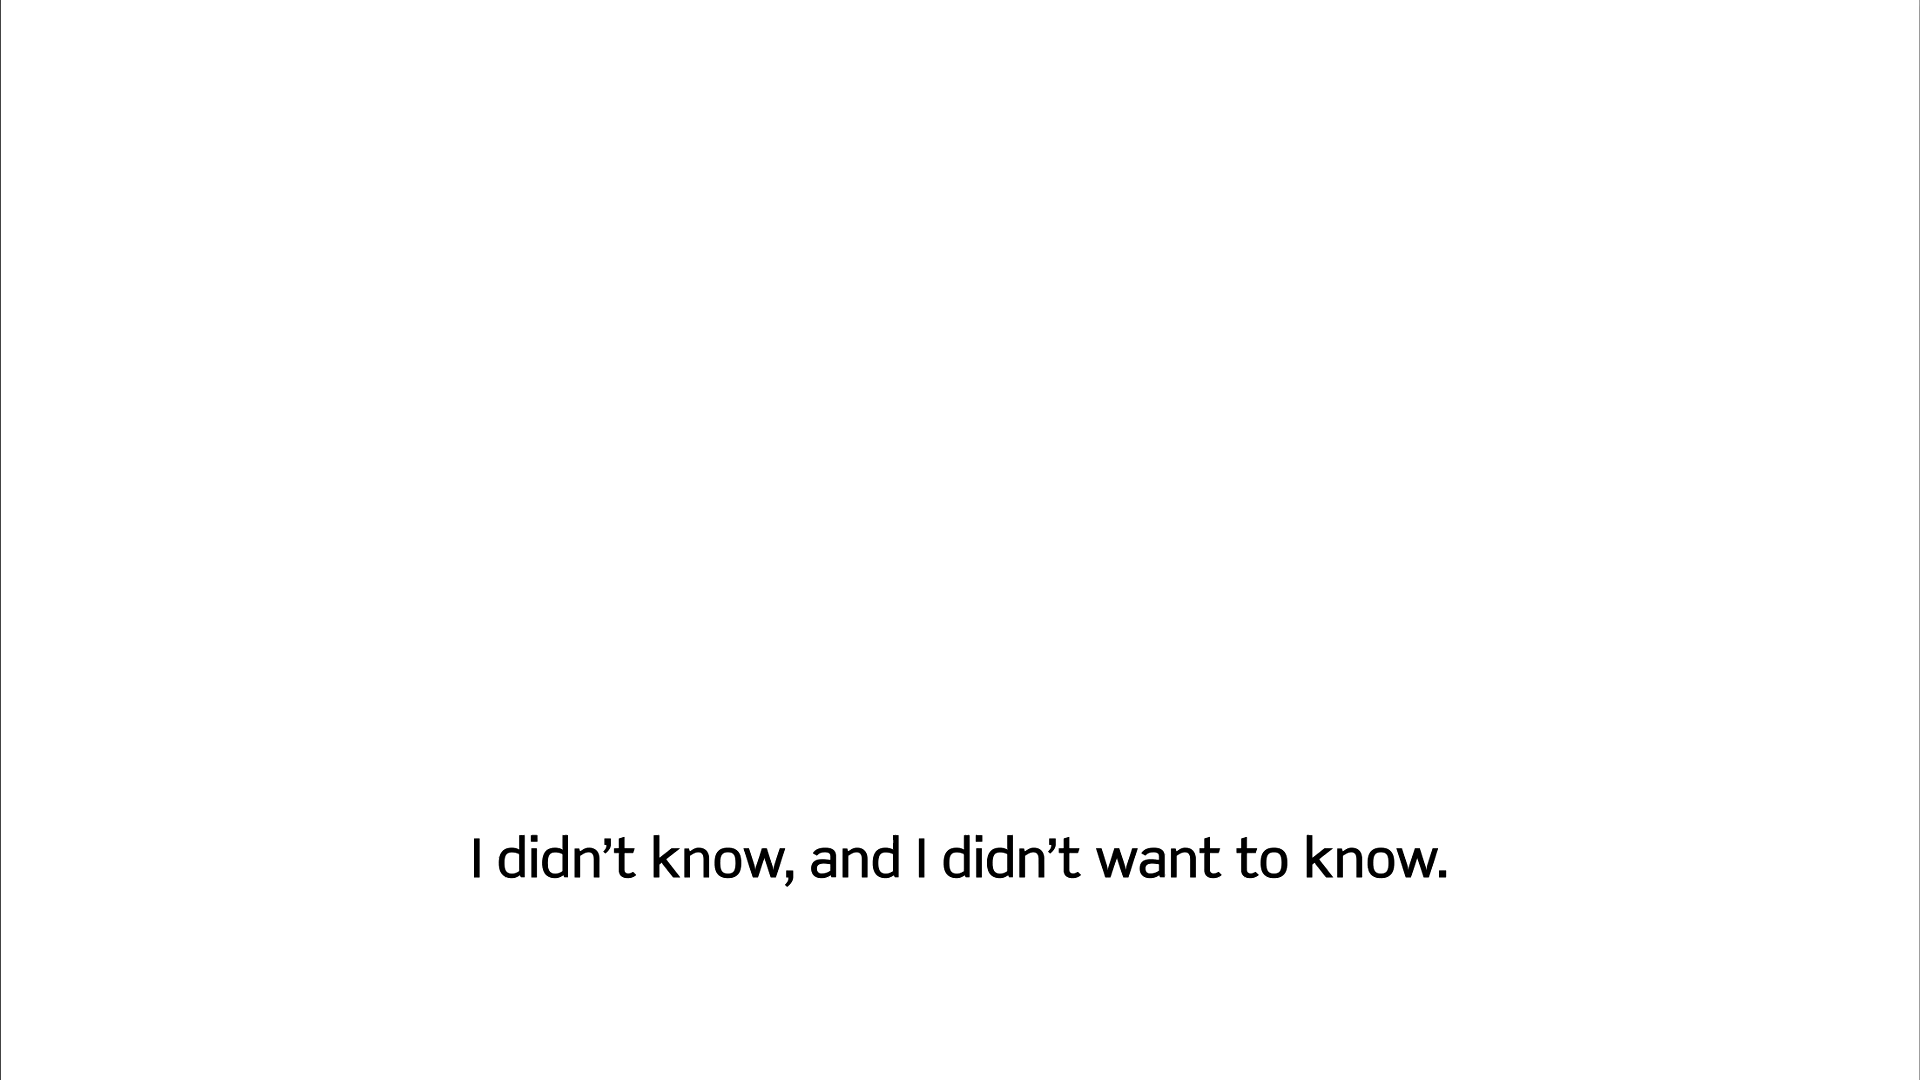 I didn’t know, and I didn’t want to know.